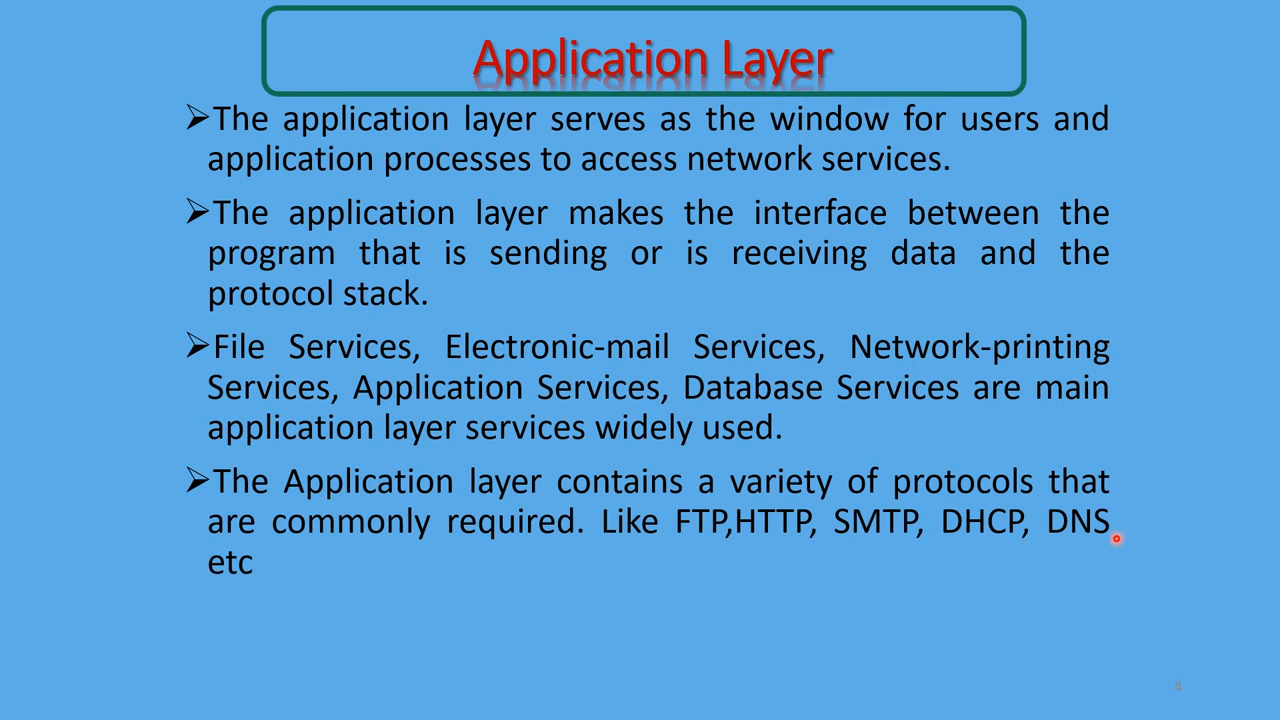 Application Layer
➢The application layer serves as the window for users and
application processes to access network services.
➢The application layer makes the interface between the
program that is sending or is receiving data and the
protocol stack.
➢File Services, Electronic-mail Services, Network-printing
Services, Application Services, Database Services are main
application layer services widely used.
➢The Application layer contains a variety of protocols that
are commonly required. Like FTP,HTTP, SMTP, DHCP, DNS
etc
4